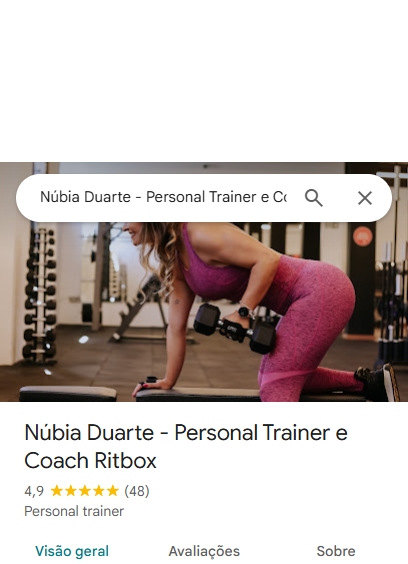 Núbia Duarte - Personal Trainer e Co
Núbia Duarte - Personal Trainer e
Coach Ritbox
4,9 ★★★★★ (48)
Personal trainer
Visão geral Avaliações Sobre